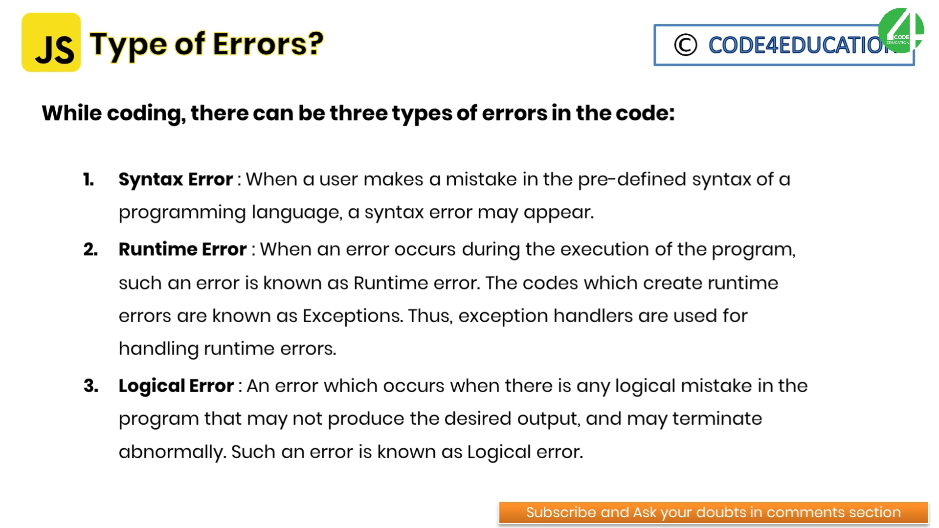 JS Type of Errors?
© CODE4EDUCATION
4 CODE EDUCATION
While coding, there can be three types of errors in the code:
1. Syntax Error : When a user makes a mistake in the pre-defined syntax of a
programming language, a syntax error may appear.
2. Runtime Error : When an error occurs during the execution of the program,
such an error is known as Runtime error. The codes which create runtime
errors are known as Exceptions. Thus, exception handlers are used for
handling runtime errors.
3. Logical Error : An error which occurs when there is any logical mistake in the
program that may not produce the desired output, and may terminate
abnormally. Such an error is known as Logical error.
Subscribe and Ask your doubts in comments section